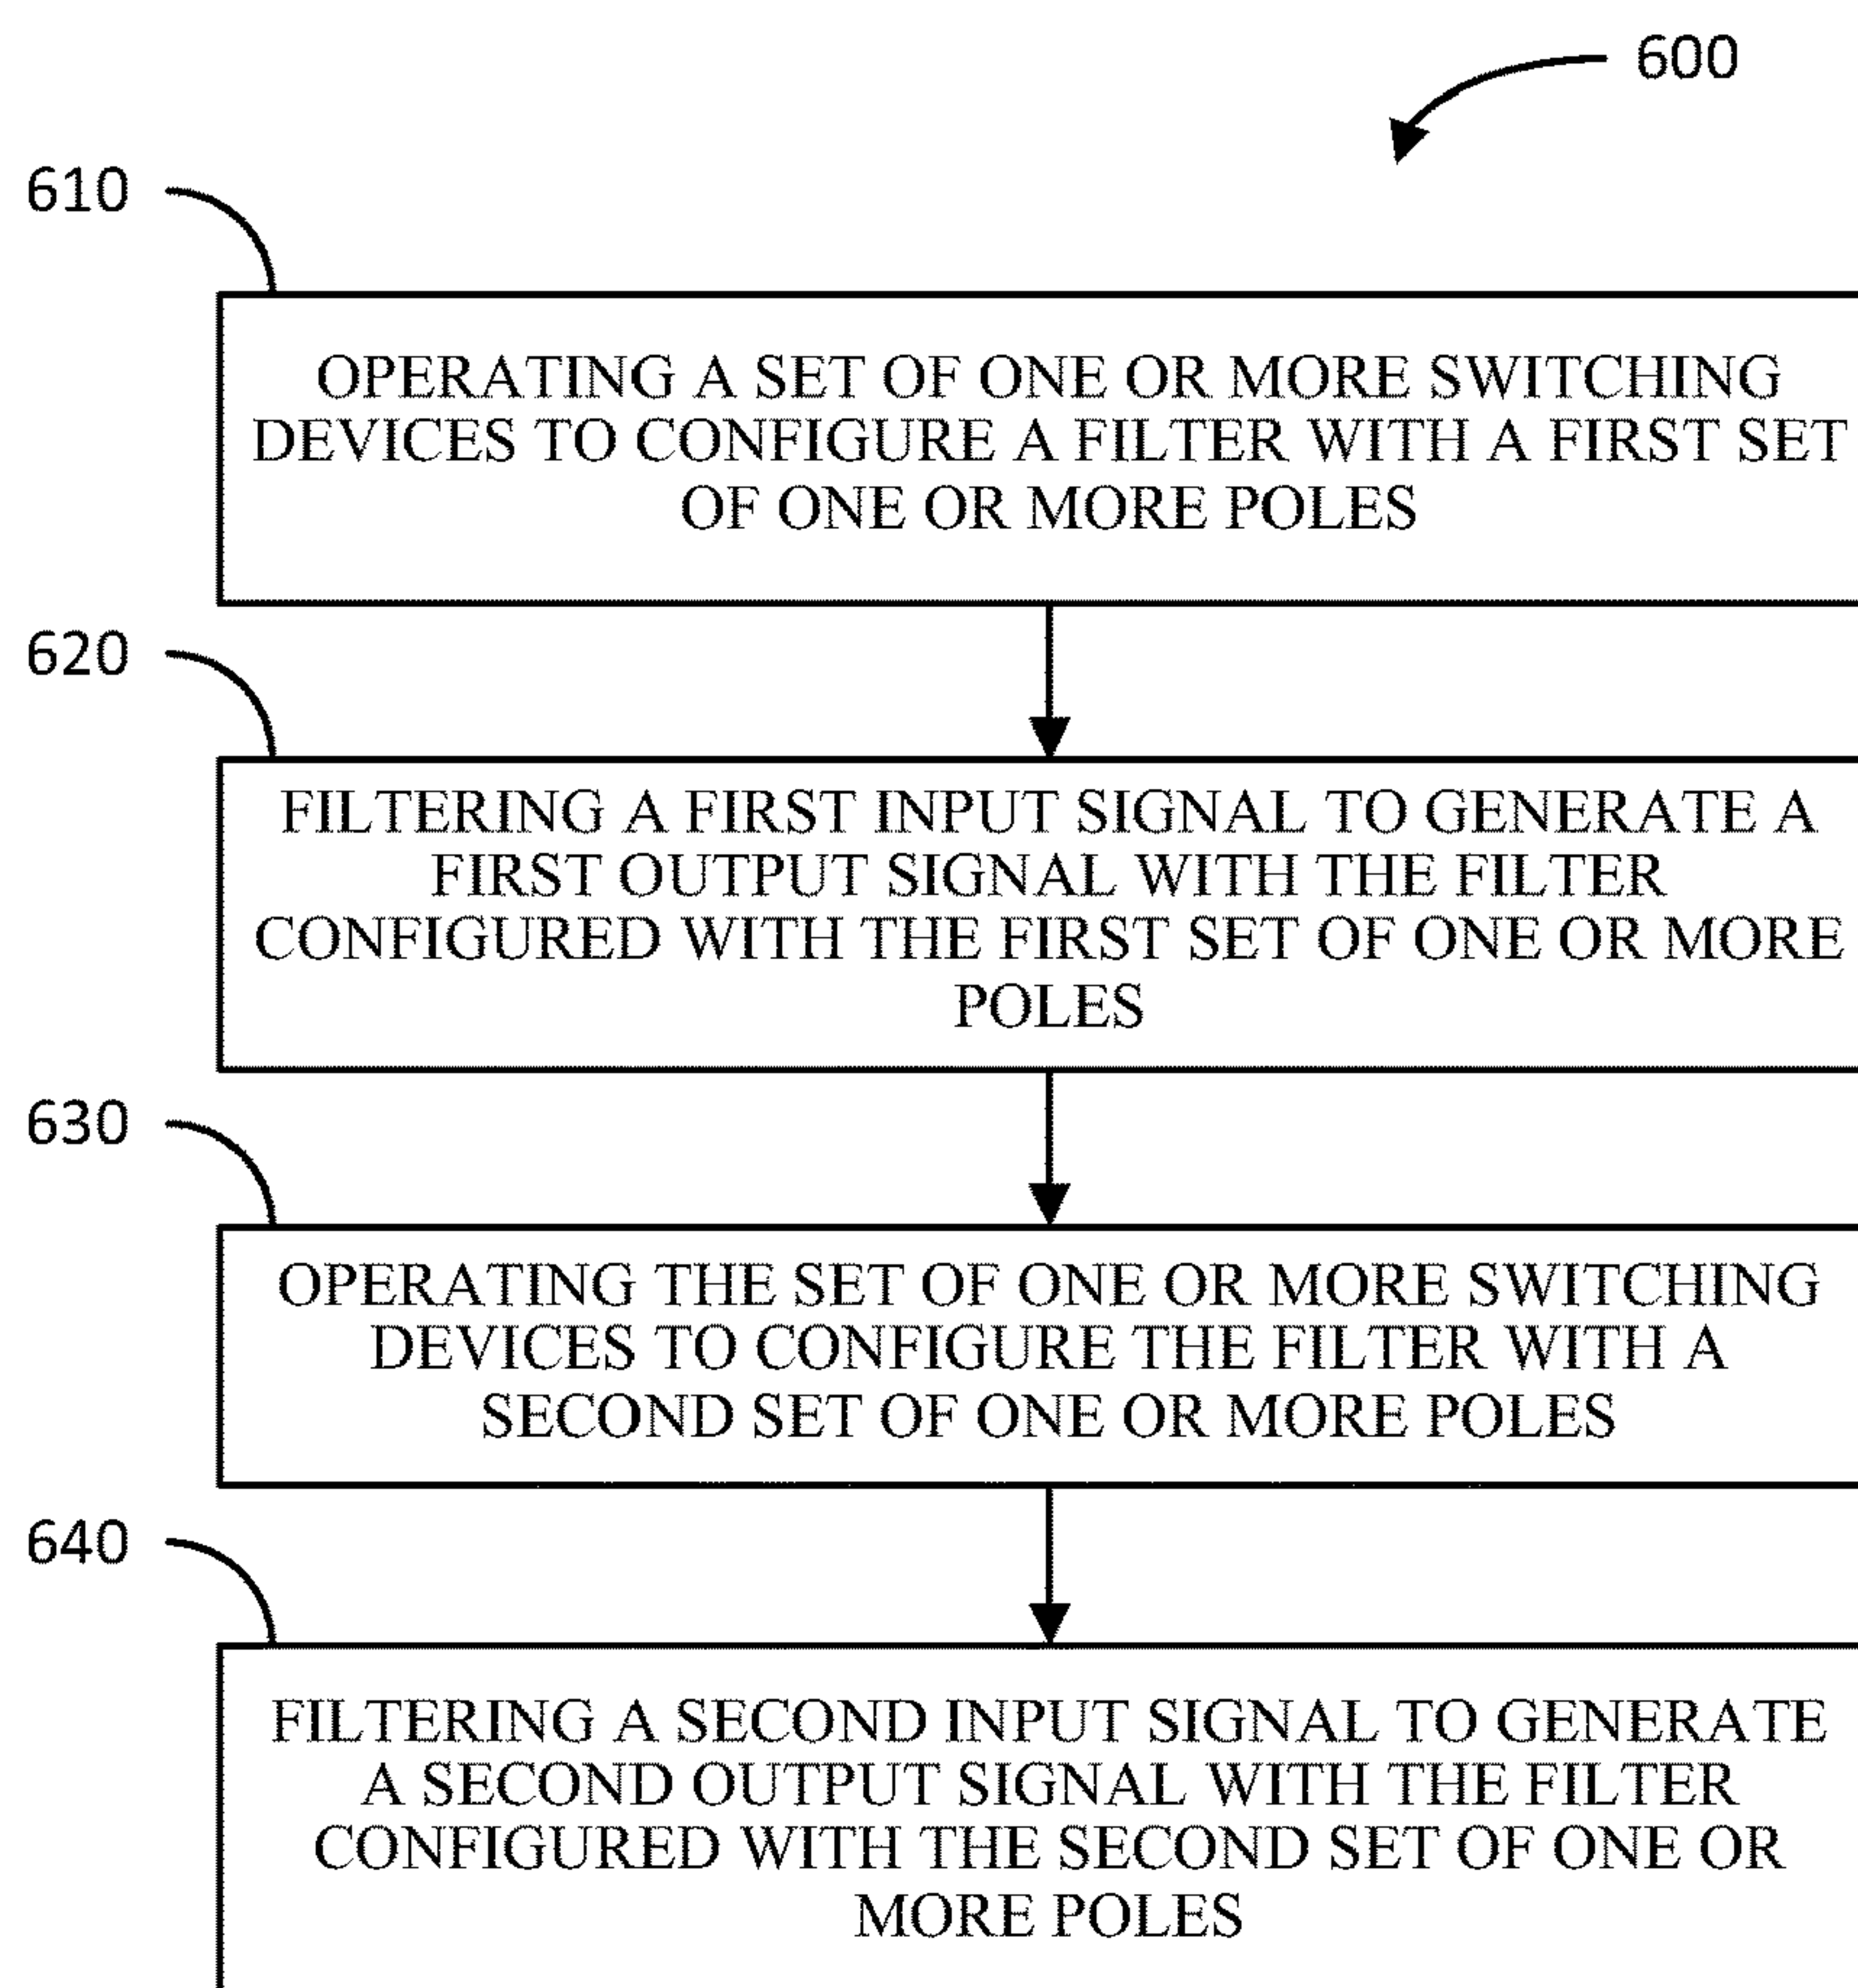 600
610
OPERATING A SET OF ONE OR MORE SWITCHING
DEVICES TO CONFIGURE A FILTER WITH A FIRST SET
OF ONE OR MORE POLES
620
FILTERING A FIRST INPUT SIGNAL TO GENERATE A
FIRST OUTPUT SIGNAL WITH THE FILTER
CONFIGURED WITH THE FIRST SET OF ONE OR MORE
POLES
630
OPERATING THE SET OF ONE OR MORE SWITCHING
DEVICES TO CONFIGURE THE FILTER WITH A
SECOND SET OF ONE OR MORE POLES
640
FILTERING A SECOND INPUT SIGNAL TO GENERATE
A SECOND OUTPUT SIGNAL WITH THE FILTER
CONFIGURED WITH THE SECOND SET OF ONE OR
MORE POLES